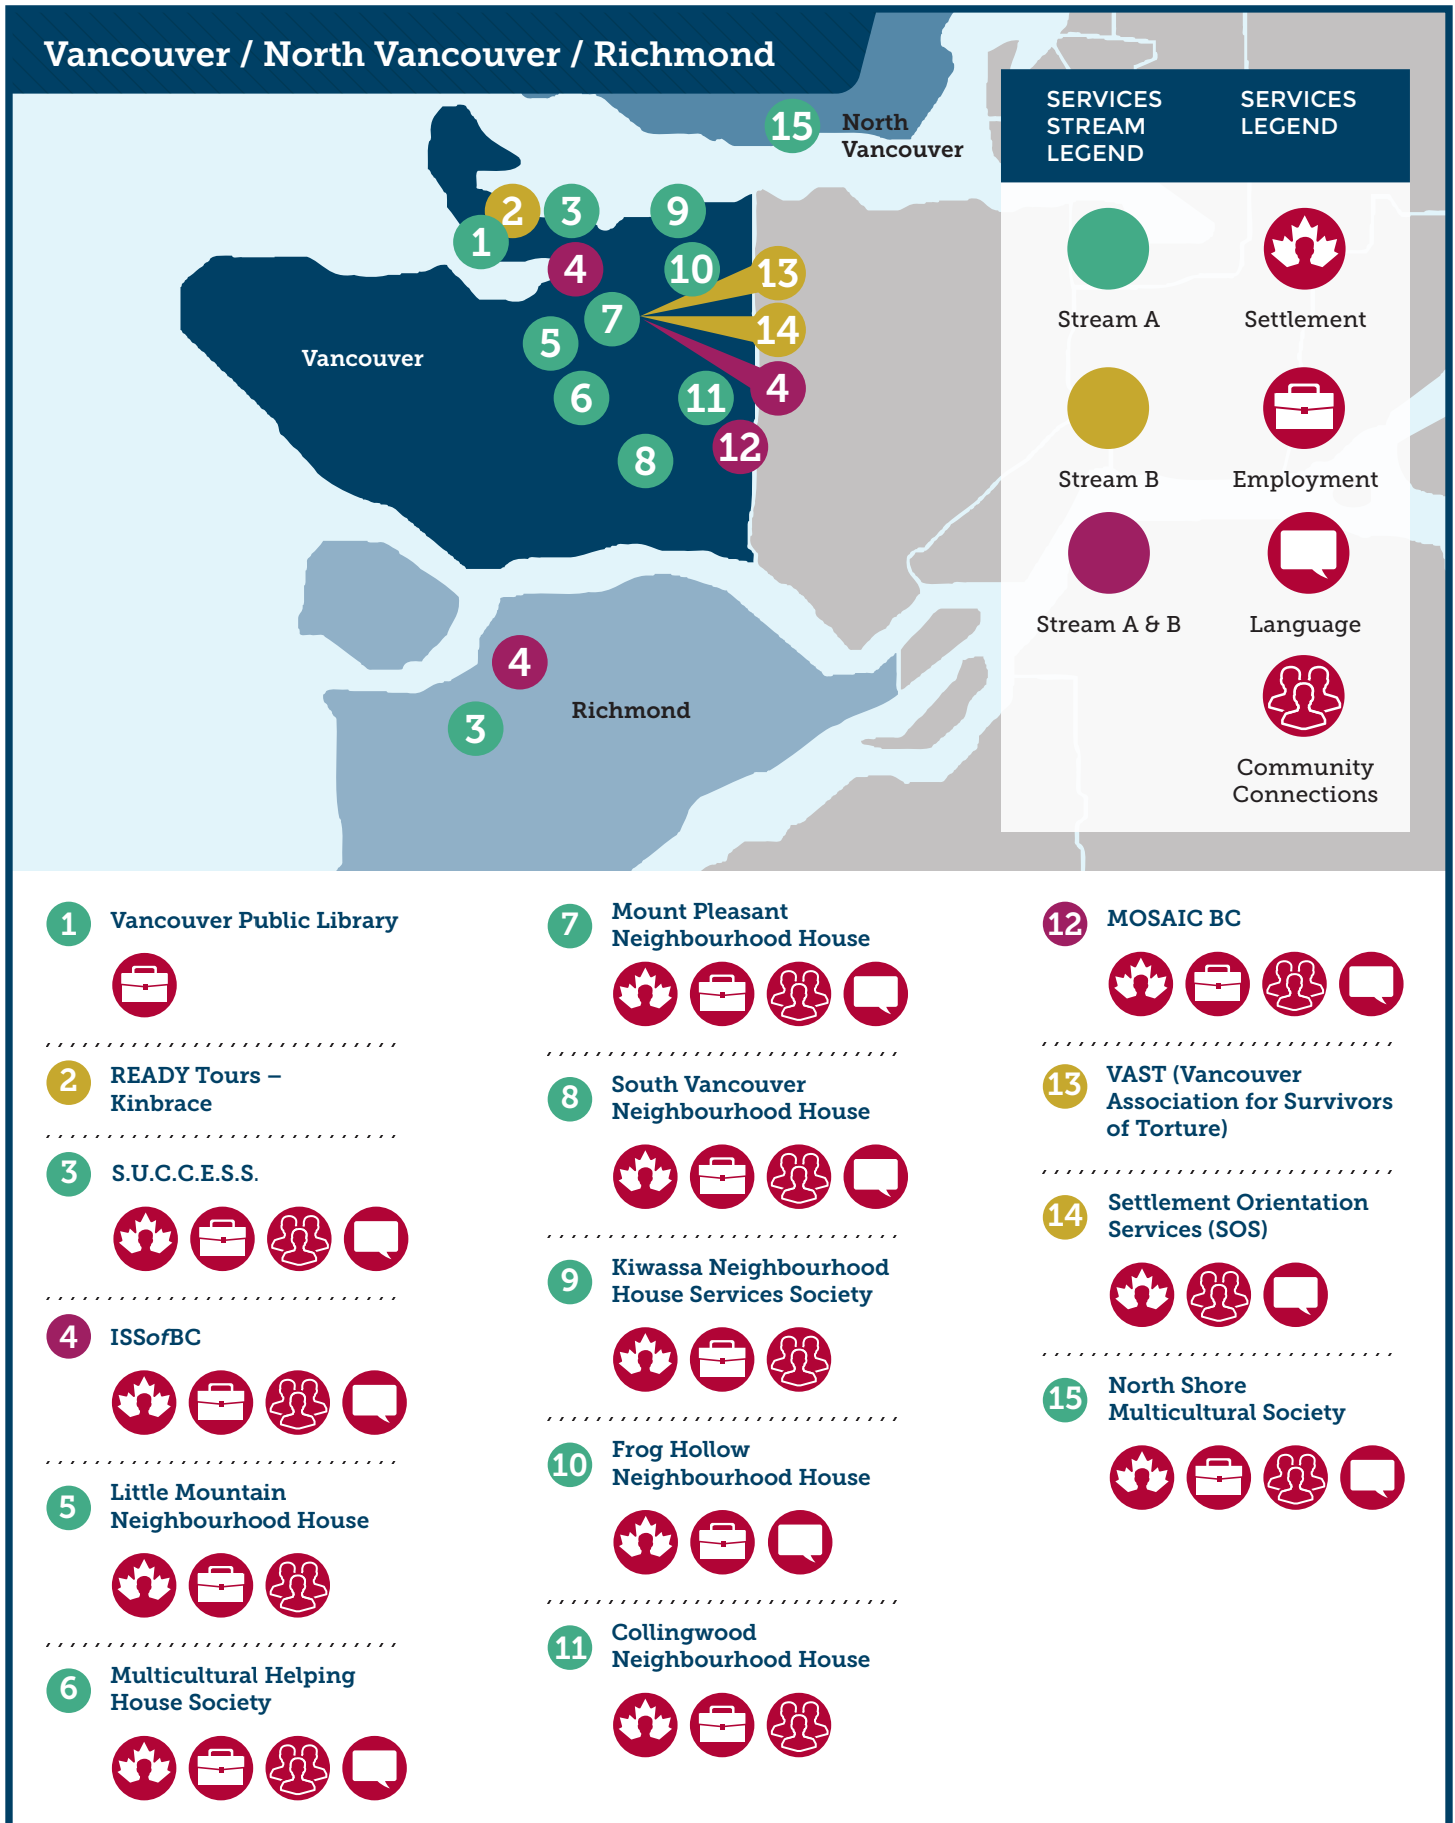 Vancouver / North Vancouver / Richmond
15
North
Vancouver
2
3
9
1
4
10
13
7
14
5
Vancouver
4
6
11
12
8
4
Richmond
3
SERVICES
STREAM
LEGEND
SERVICES
LEGEND
Stream A
Settlement
Stream B
Employment
Stream A & B
Language
Community
Connections
1
Vancouver Public Library
2
READY Tours –
Kinbrace
3
S.U.C.C.E.S.S.
4
ISSofBC
5
Little Mountain
Neighbourhood House
6
Multicultural Helping
House Society
7
Mount Pleasant
Neighbourhood House
8
South Vancouver
Neighbourhood House
9
Kiwassa Neighbourhood
House Services Society
10
Frog Hollow
Neighbourhood House
11
Collingwood
Neighbourhood House
12
MOSAIC BC
13
VAST (Vancouver
Association for Survivors
of Torture)
14
Settlement Orientation
Services (SOS)
15
North Shore
Multicultural Society